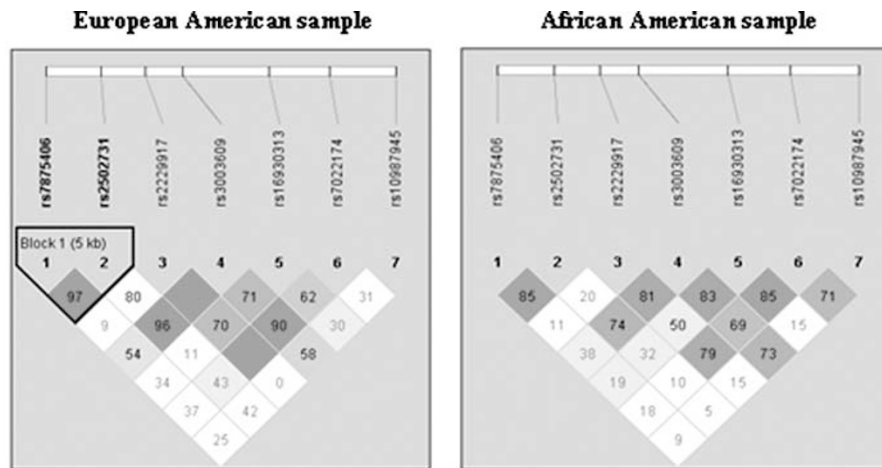 European American sample
rs7875406
rs2502731
rs2229917
rs3003609
rs16930313
rs7022174
rs10987945
Block 1 (5 kb)
1 2 3 4 5 6 7
97 80 71 62 31
9 96 70 90 30
54 11 58
34 43 0
37 42
25
African American sample
rs7875406
rs2502731
rs2229917
rs3003609
rs16930313
rs7022174
rs10987945
1 2 3 4 5 6 7
85 20 81 83 85 71
11 74 50 69 15
38 32 79 73
19 10 15
18 5
9